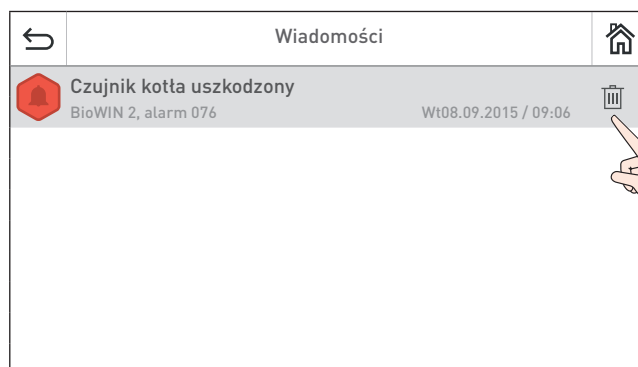 Wiadomości
Czujnik kotła uszkodzony
BioWIN 2, alarm 076 Wt08.09.2015 / 09:06